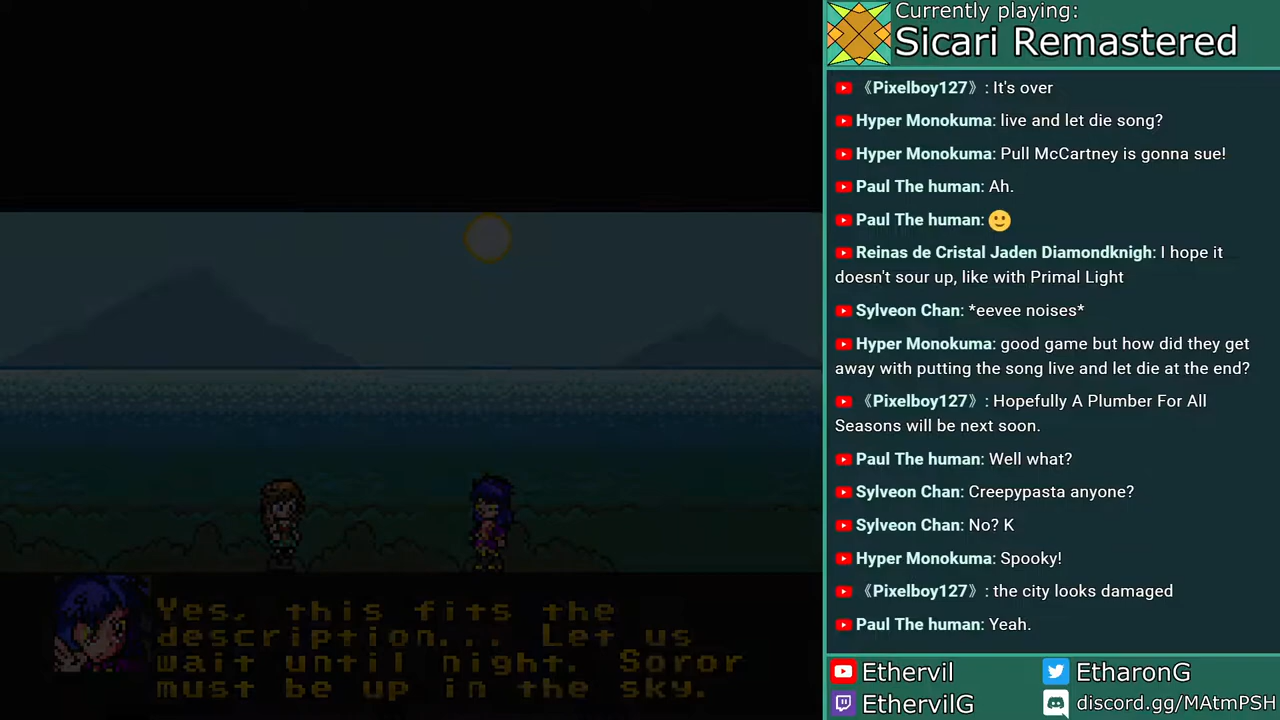 Currently playing:
Sicari Remastered
《Pixelboy127》: It's over
Hyper Monokuma: live and let die song?
Hyper Monokuma: Pull McCartney is gonna sue!
Paul The human: Ah.
Paul The human: 🙂
Reinas de Cristal Jaden Diamondknigh: I hope it
doesn't sour up, like with Primal Light
Sylveon Chan: *eevee noises*
Hyper Monokuma: good game but how did they get
away with putting the song live and let die at the end?
《Pixelboy127》: Hopefully A Plumber For All
Seasons will be next soon.
Paul The human: Well what?
Sylveon Chan: Creepypasta anyone?
Sylveon Chan: No? K
Hyper Monokuma: Spooky!
《Pixelboy127》: the city looks damaged
Paul The human: Yeah.
Yes, this fits the
description... Let us
wait until night. Soror
must be up in the sky.
Ethervil
EtharonG
EthervilG
discord.gg/MAtmPSH